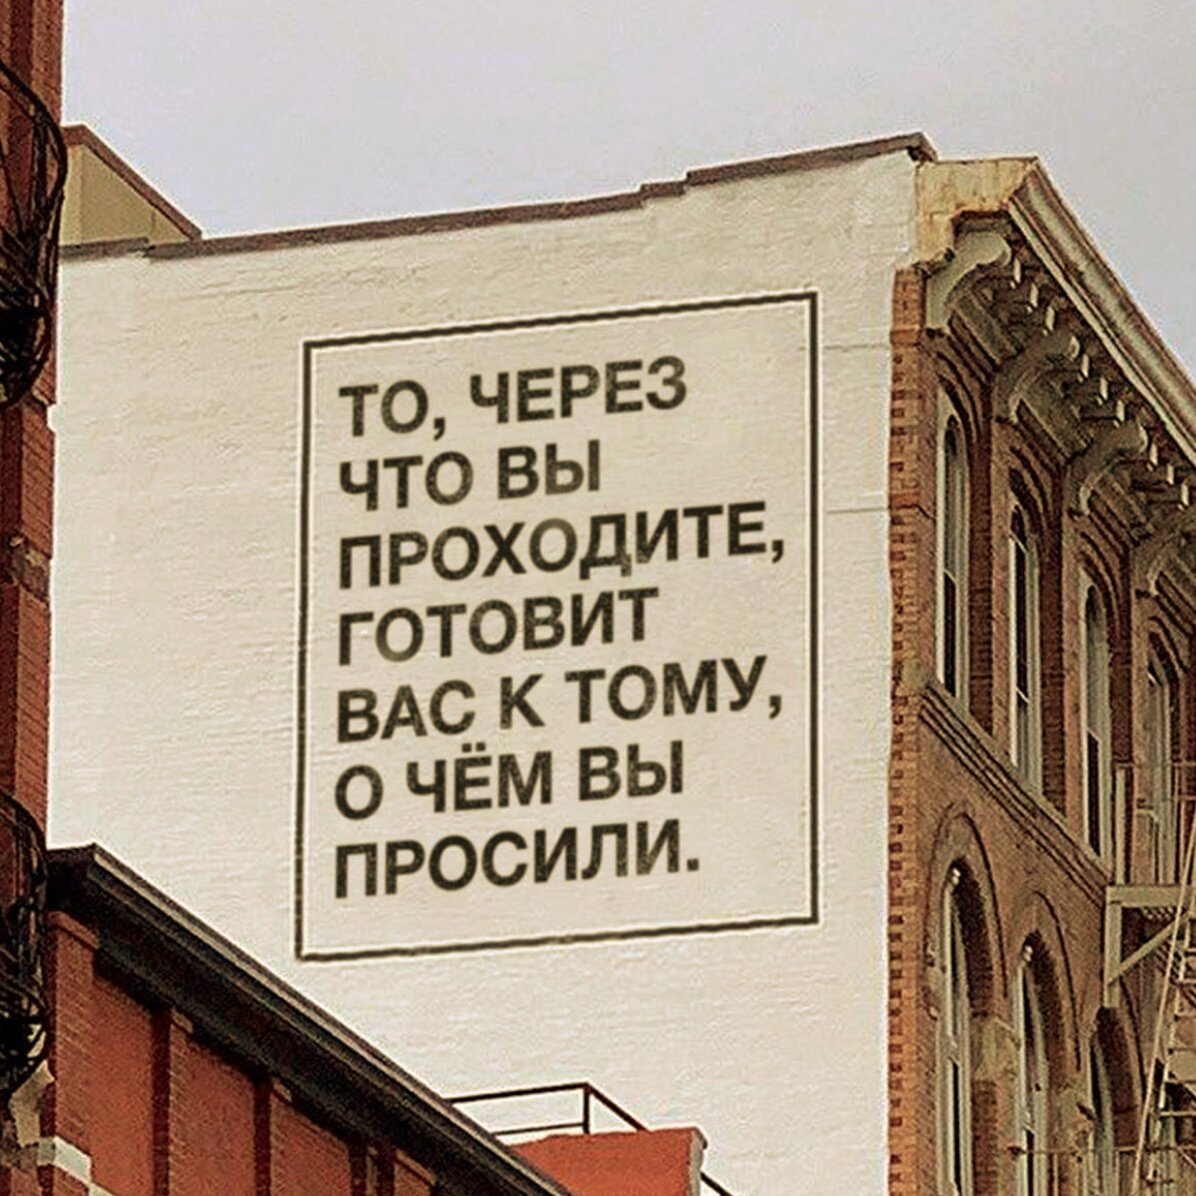 ТО, ЧЕРЕЗ
ЧТО ВЫ
ПРОХОДИТЕ,
ГОТОВИТ
ВАС К ТОМУ,
О ЧЁМ ВЫ
ПРОСИЛИ.